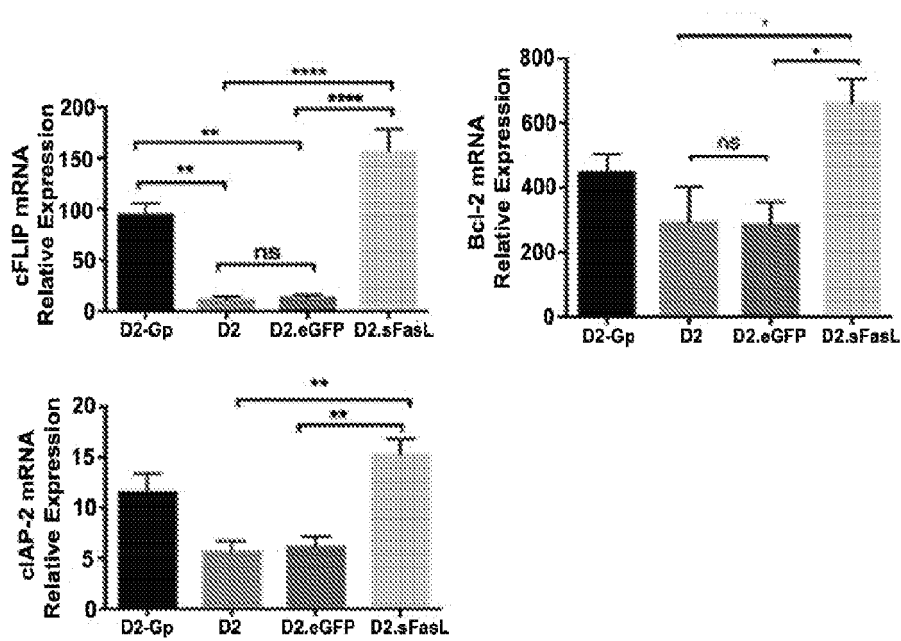 cFLIP mRNA
Relative Expression
200
150
100
50
0
**
**
****
****
ns
D2-Gp D2 D2.eGFP D2.sFasL
Bcl-2 mRNA
Relative Expression
800
600
400
200
0
*
*
ns
D2-Gp D2 D2.eGFP D2.sFasL
cIAP-2 mRNA
Relative Expression
20
15
10
5
0
**
**
D2-Gp D2 D2.eGFP D2.sFasL